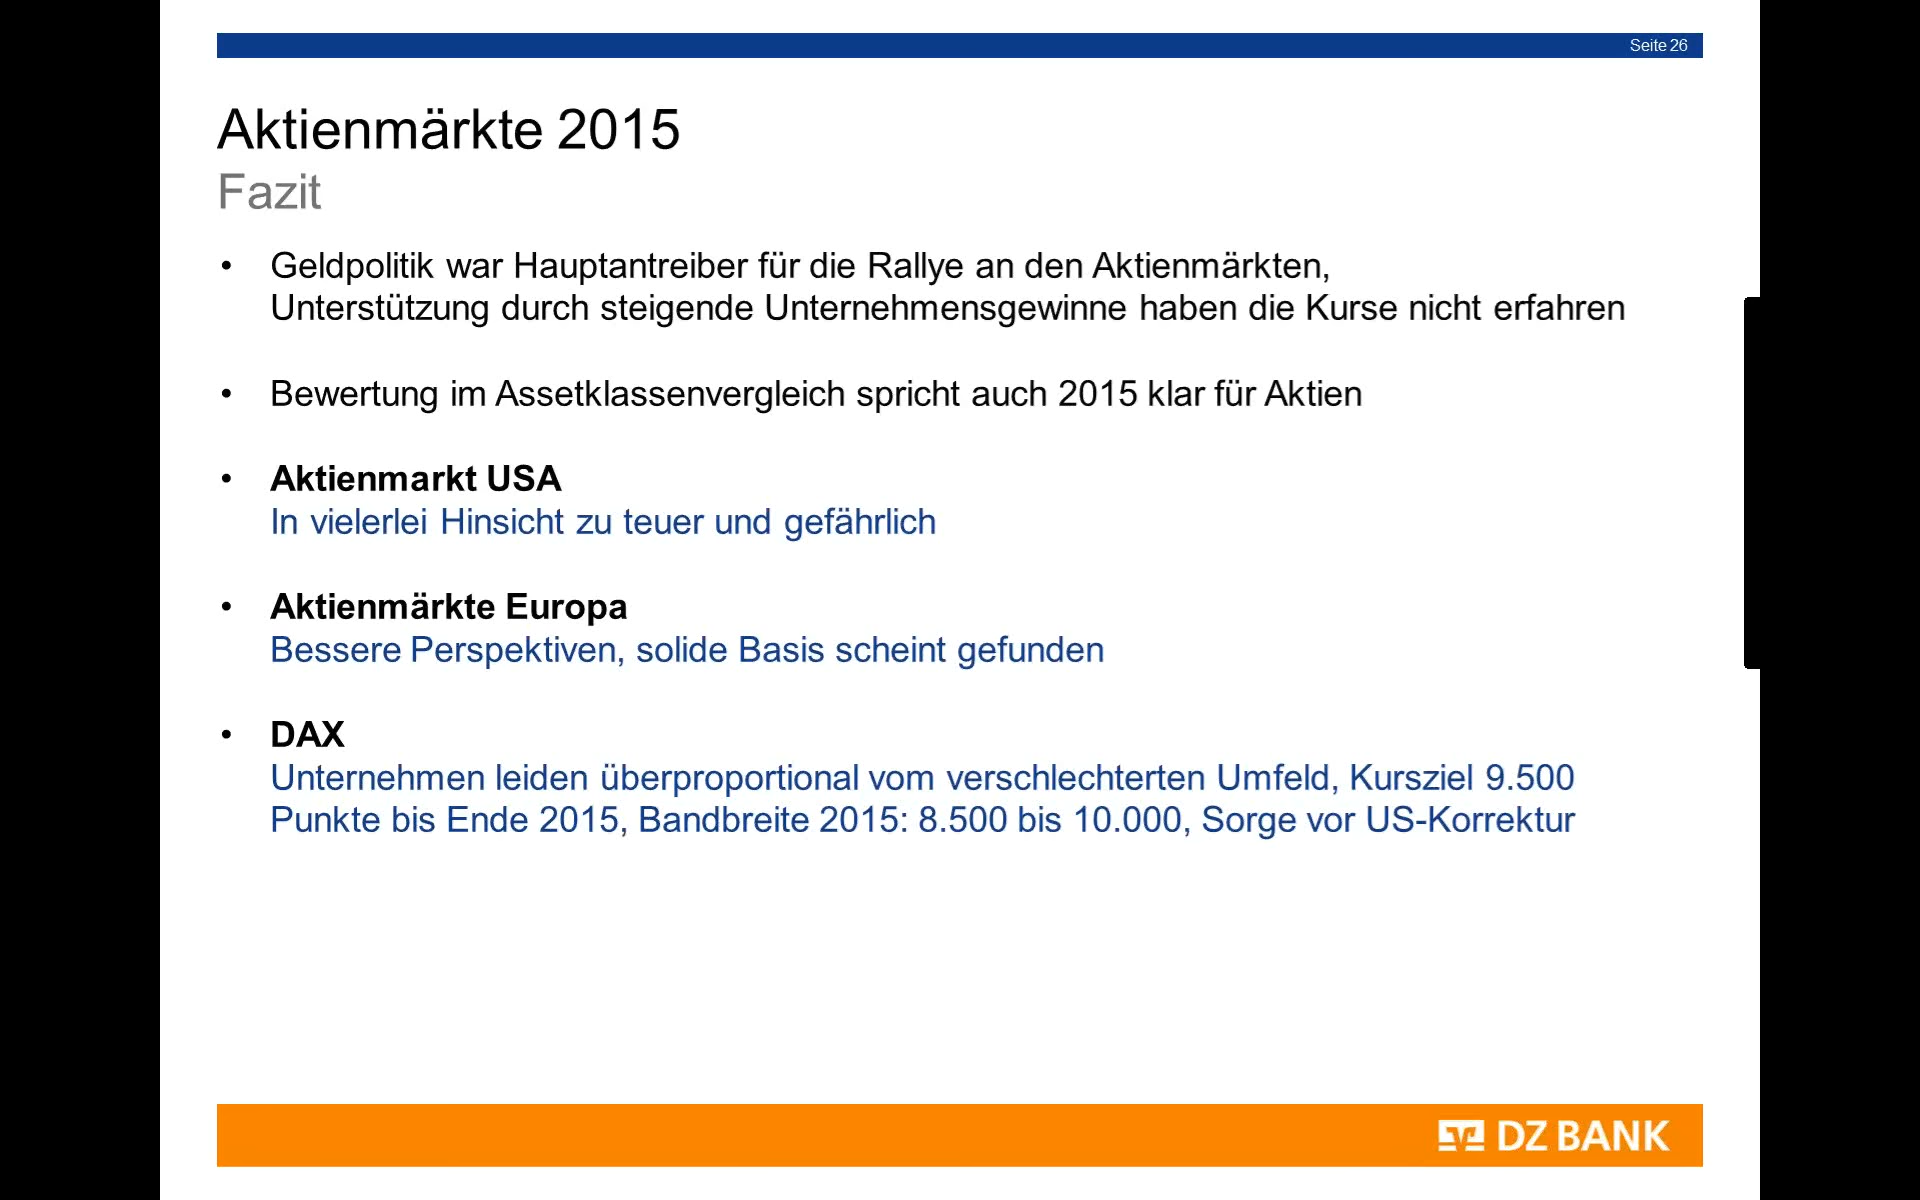 Seite 26
Aktienmärkte 2015
Fazit
• Geldpolitik war Hauptantreiber für die Rallye an den Aktienmärkten,
Unterstützung durch steigende Unternehmensgewinne haben die Kurse nicht erfahren
• Bewertung im Assetklassenvergleich spricht auch 2015 klar für Aktien
• Aktienmarkt USA
In vielerlei Hinsicht zu teuer und gefährlich
• Aktienmärkte Europa
Bessere Perspektiven, solide Basis scheint gefunden
• DAX
Unternehmen leiden überproportional vom verschlechterten Umfeld, Kursziel 9.500
Punkte bis Ende 2015, Bandbreite 2015: 8.500 bis 10.000, Sorge vor US-Korrektur
DZ BANK